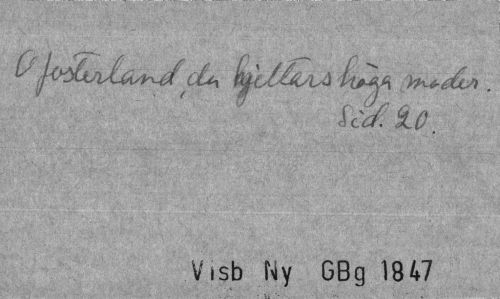 O fosterland, du hjeltars höga moder.
Sid. 20.
Visb Ny GBg 1847